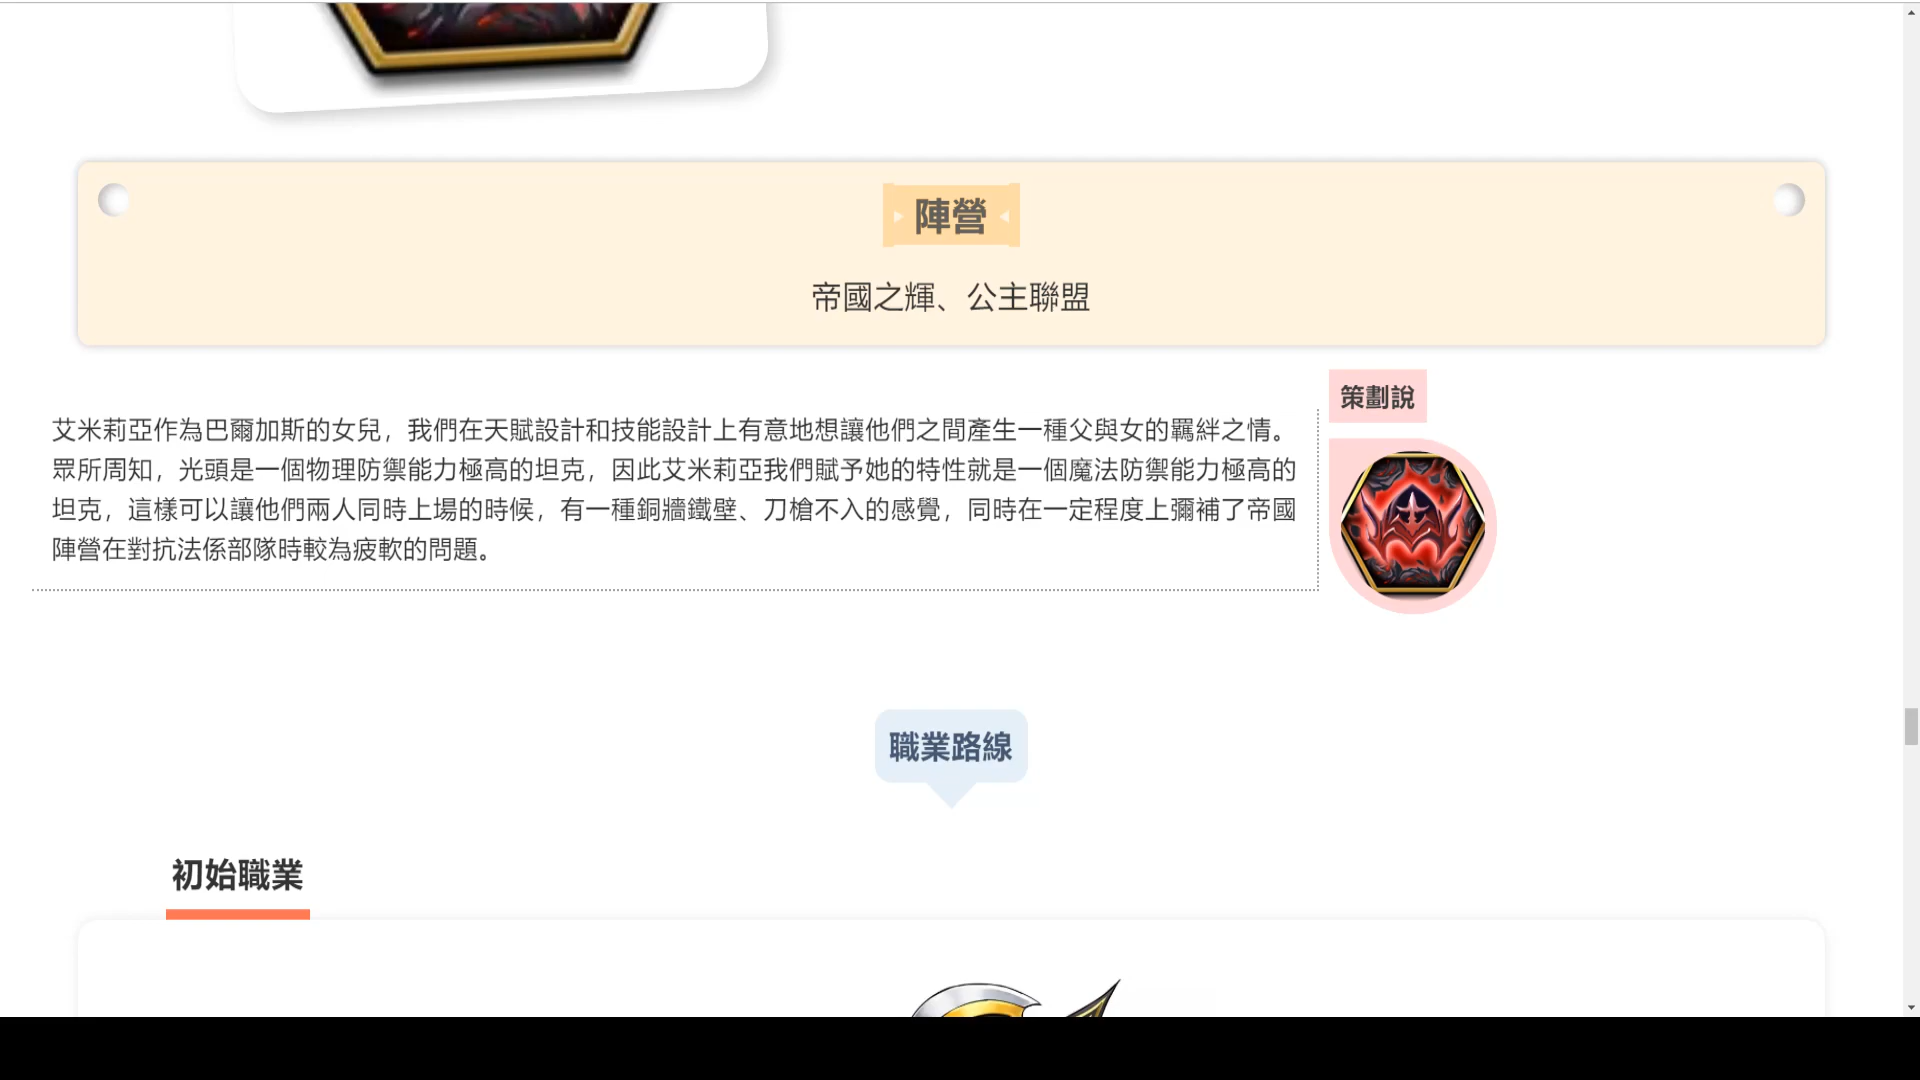 陣營
帝國之輝、公主聯盟
策劃說
艾米莉亞作為巴爾加斯的女兒，我們在天賦設計和技能設計上有意地想讓他們之間產生一種父與女的羈絆之情。
眾所周知，光頭是一個物理防禦能力極高的坦克，因此艾米莉亞我們賦予她的特性就是一個魔法防禦能力極高的
坦克，這樣可以讓他們兩人同時上場的時候，有一種銅牆鐵壁、刀槍不入的感覺，同時在一定程度上彌補了帝國
陣營在對抗法係部隊時較為疲軟的問題。
職業路線
初始職業